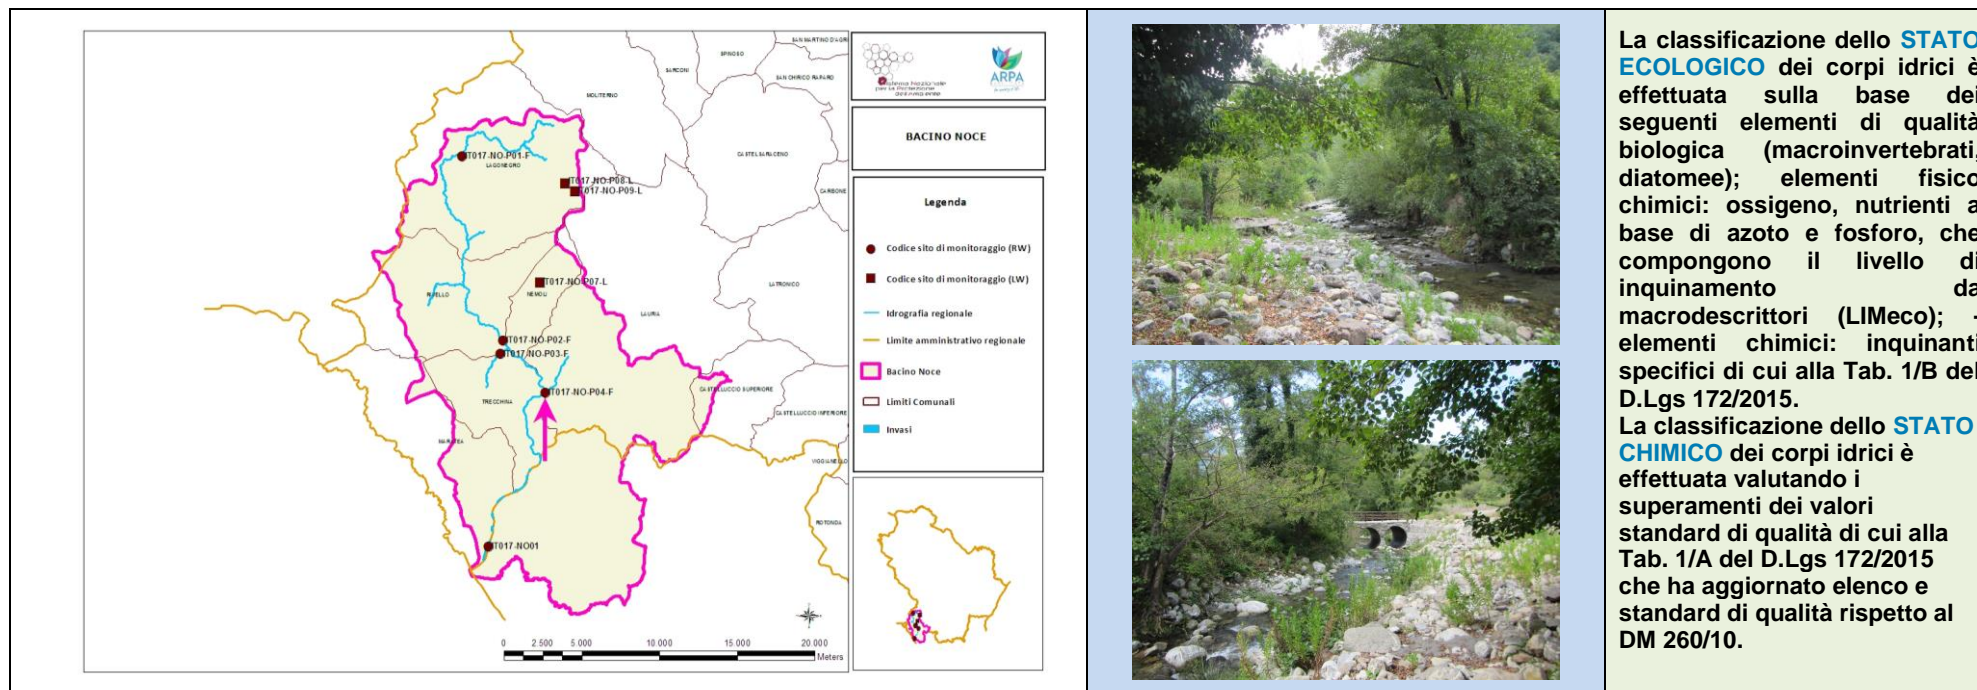 SAN MARTINO D'AGRI
SPINOSO
SARCONI
SAN CHIRICO RAPARO
MOLITERNO
CASTELSARACENO
CARBONE
IT017-NO-P01-F
LAGONEGRO
IT017-NO-P08-L
IT017-NO-P09-L
LATRONICO
IT017-NO-P07-L
RIVELLO
NEMOLI
LAURIA
IT017-NO-P02-F
IT017-NO-P03-F
CASTELLUCCIO SUPERIORE
IT017-NO-P04-F
TRECCHINA
CASTELLUCCIO INFERIORE
MARATEA
VIGGIANELLO
ROTONDA
IT017-NO01
0 2.500 5.000 10.000 15.000 20.000
Meters
Sistema Nazionale
per la Protezione
dell'Ambiente
ARPA
BACINO NOCE
Legenda
Codice sito di monitoraggio (RW)
Codice sito di monitoraggio (LW)
Idrografia regionale
Limite amministrativo regionale
Bacino Noce
Limiti Comunali
Invasi
La classificazione dello STATO
ECOLOGICO dei corpi idrici è
effettuata sulla base dei
seguenti elementi di qualità
biologica (macroinvertebrati,
diatomee); elementi fisico
chimici: ossigeno, nutrienti a
base di azoto e fosforo, che
compongono il livello di
inquinamento da
macrodescrittori (LIMeco); -
elementi chimici: inquinanti
specifici di cui alla Tab. 1/B del
D.Lgs 172/2015.
La classificazione dello STATO
CHIMICO dei corpi idrici è
effettuata valutando i
superamenti dei valori
standard di qualità di cui alla
Tab. 1/A del D.Lgs 172/2015
che ha aggiornato elenco e
standard di qualità rispetto al
DM 260/10.